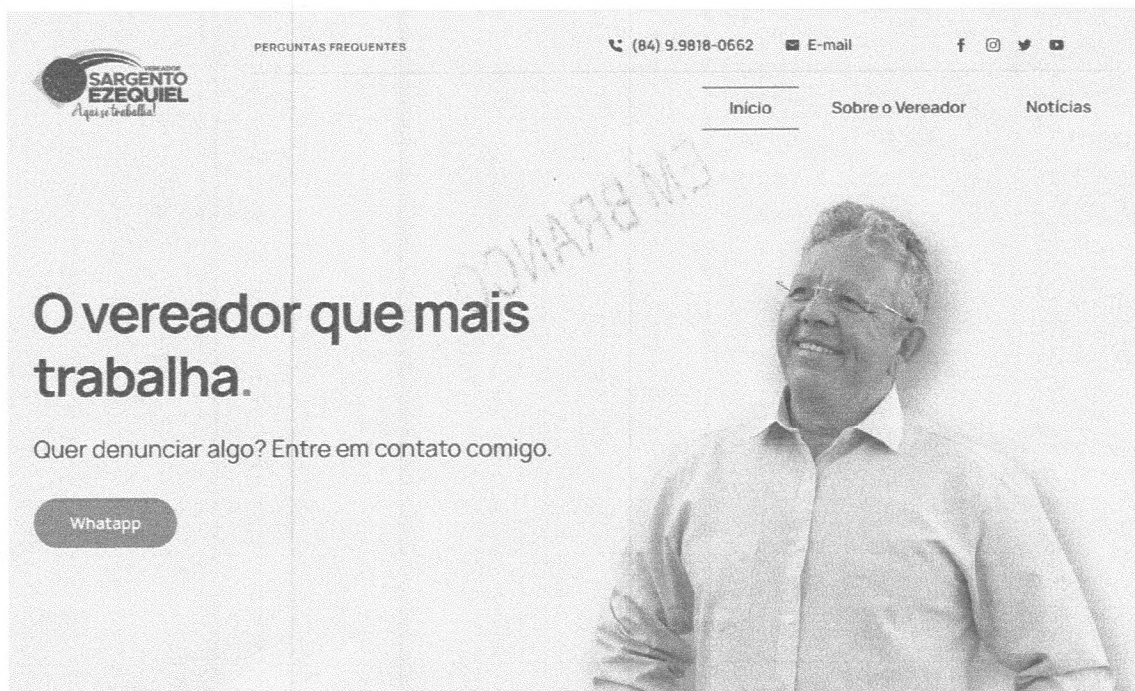 PERGUNTAS FREQUENTES
(84) 9.9818-0662
E-mail
VEREADOR
SARGENTO
EZEQUIEL
Aqui se trabalha!
Início
Sobre o Vereador
Notícias
EM BRANCO
O vereador que mais
trabalha.
Quer denunciar algo? Entre em contato comigo.
Whatapp